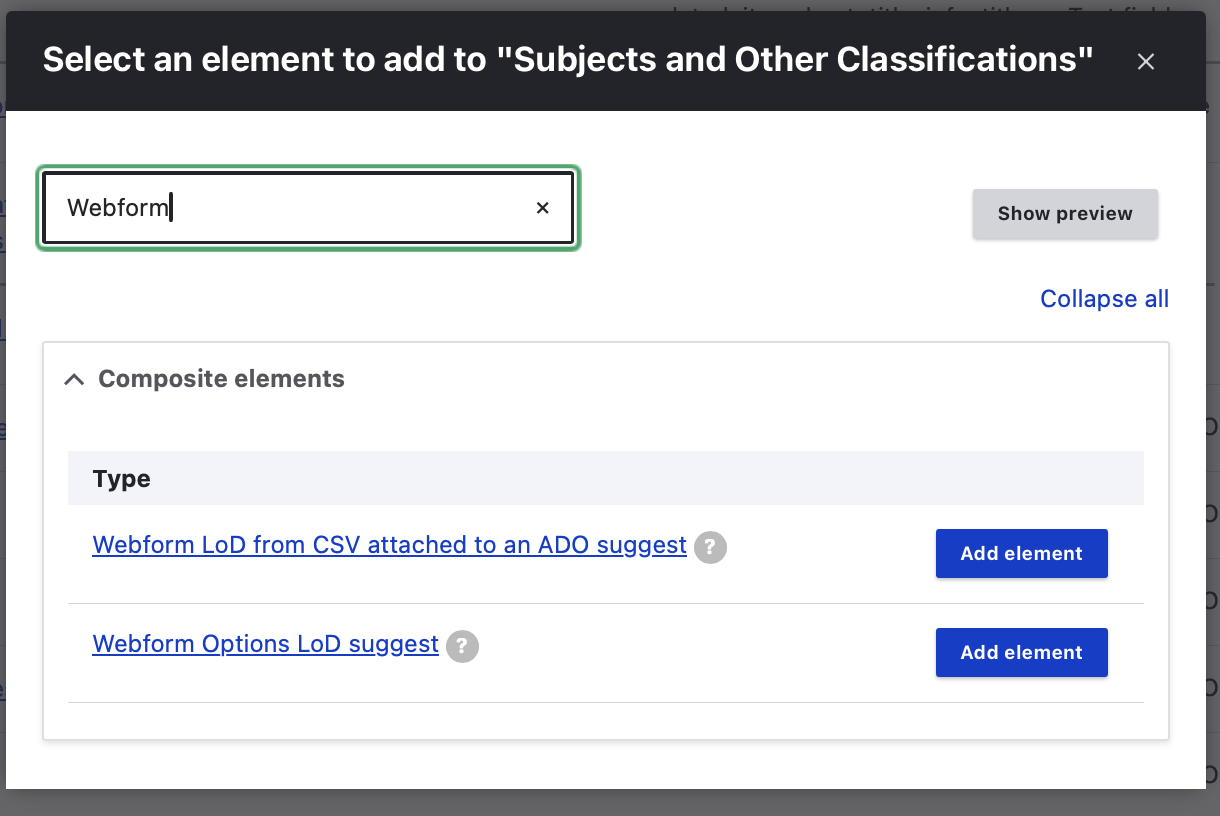 Select an element to add to "Subjects and Other Classifications"
Webform
Show preview
Collapse all
Composite elements
Type
Webform LoD from CSV attached to an ADO suggest ?
Add element
Webform Options LoD suggest ?
Add element